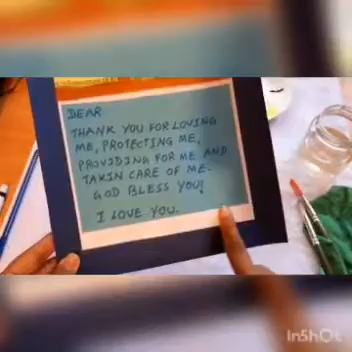 DEAR
THANK YOU FOR LOVING
ME, PROTECTING ME,
PROVIDING FOR ME AND
TAKIN CARE OF ME.
GOD BLESS YOU!
I LOVE YOU.
InShOt